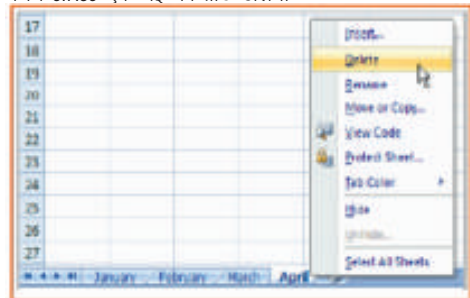 17
18
19
20
21
22
23
24
25
26
27
Insert...
Delete
Rename
Move or Copy...
View Code
Protect Sheet...
Tab Color
Hide
Unhide...
Select All Sheets
January February March April